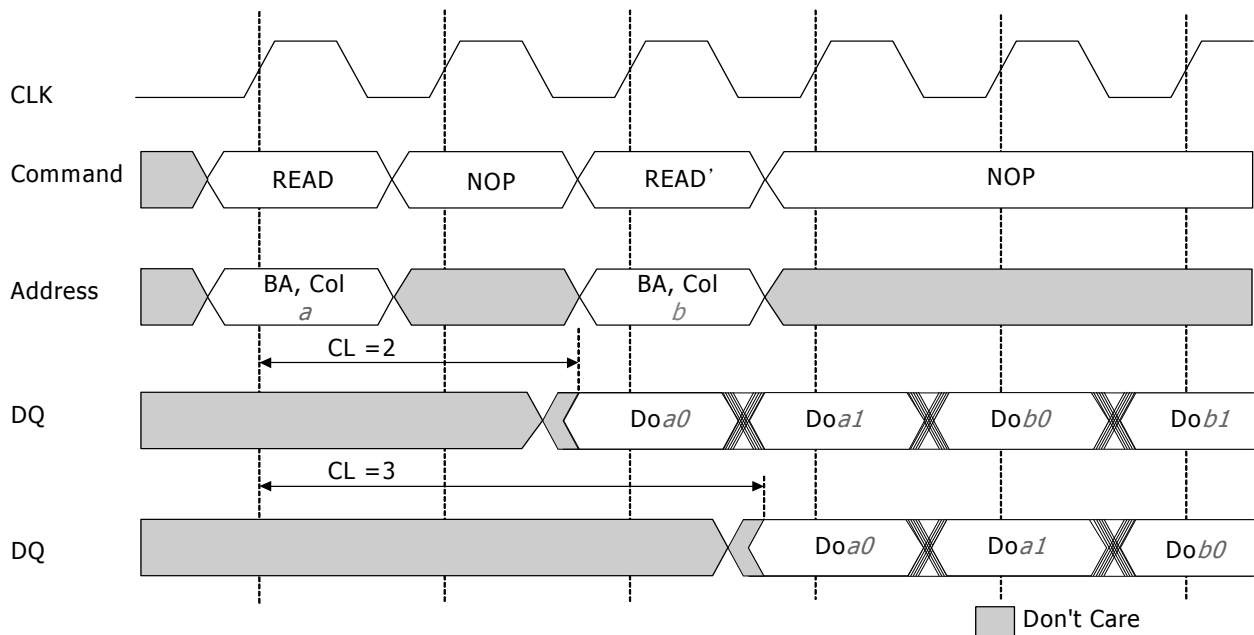 CLK
Command READ NOP READ’ NOP
Address BA, Col BA, Col
a b
CL =2
DQ Doa0 Doa1 Dob0 Dob1
CL =3
DQ Doa0 Doa1 Dob0
Don't Care